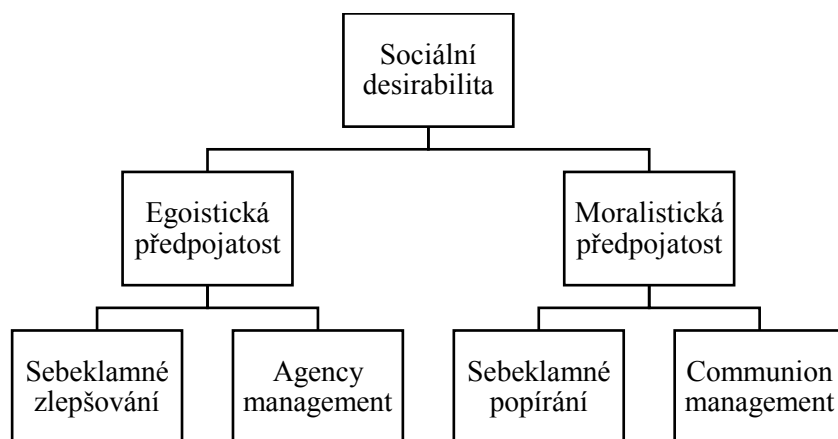 Sociální
desirabilita
Egoistická
předpojatost
Moralistická
předpojatost
Sebeklamné
zlepšování
Agency
management
Sebeklamné
popírání
Communion
management